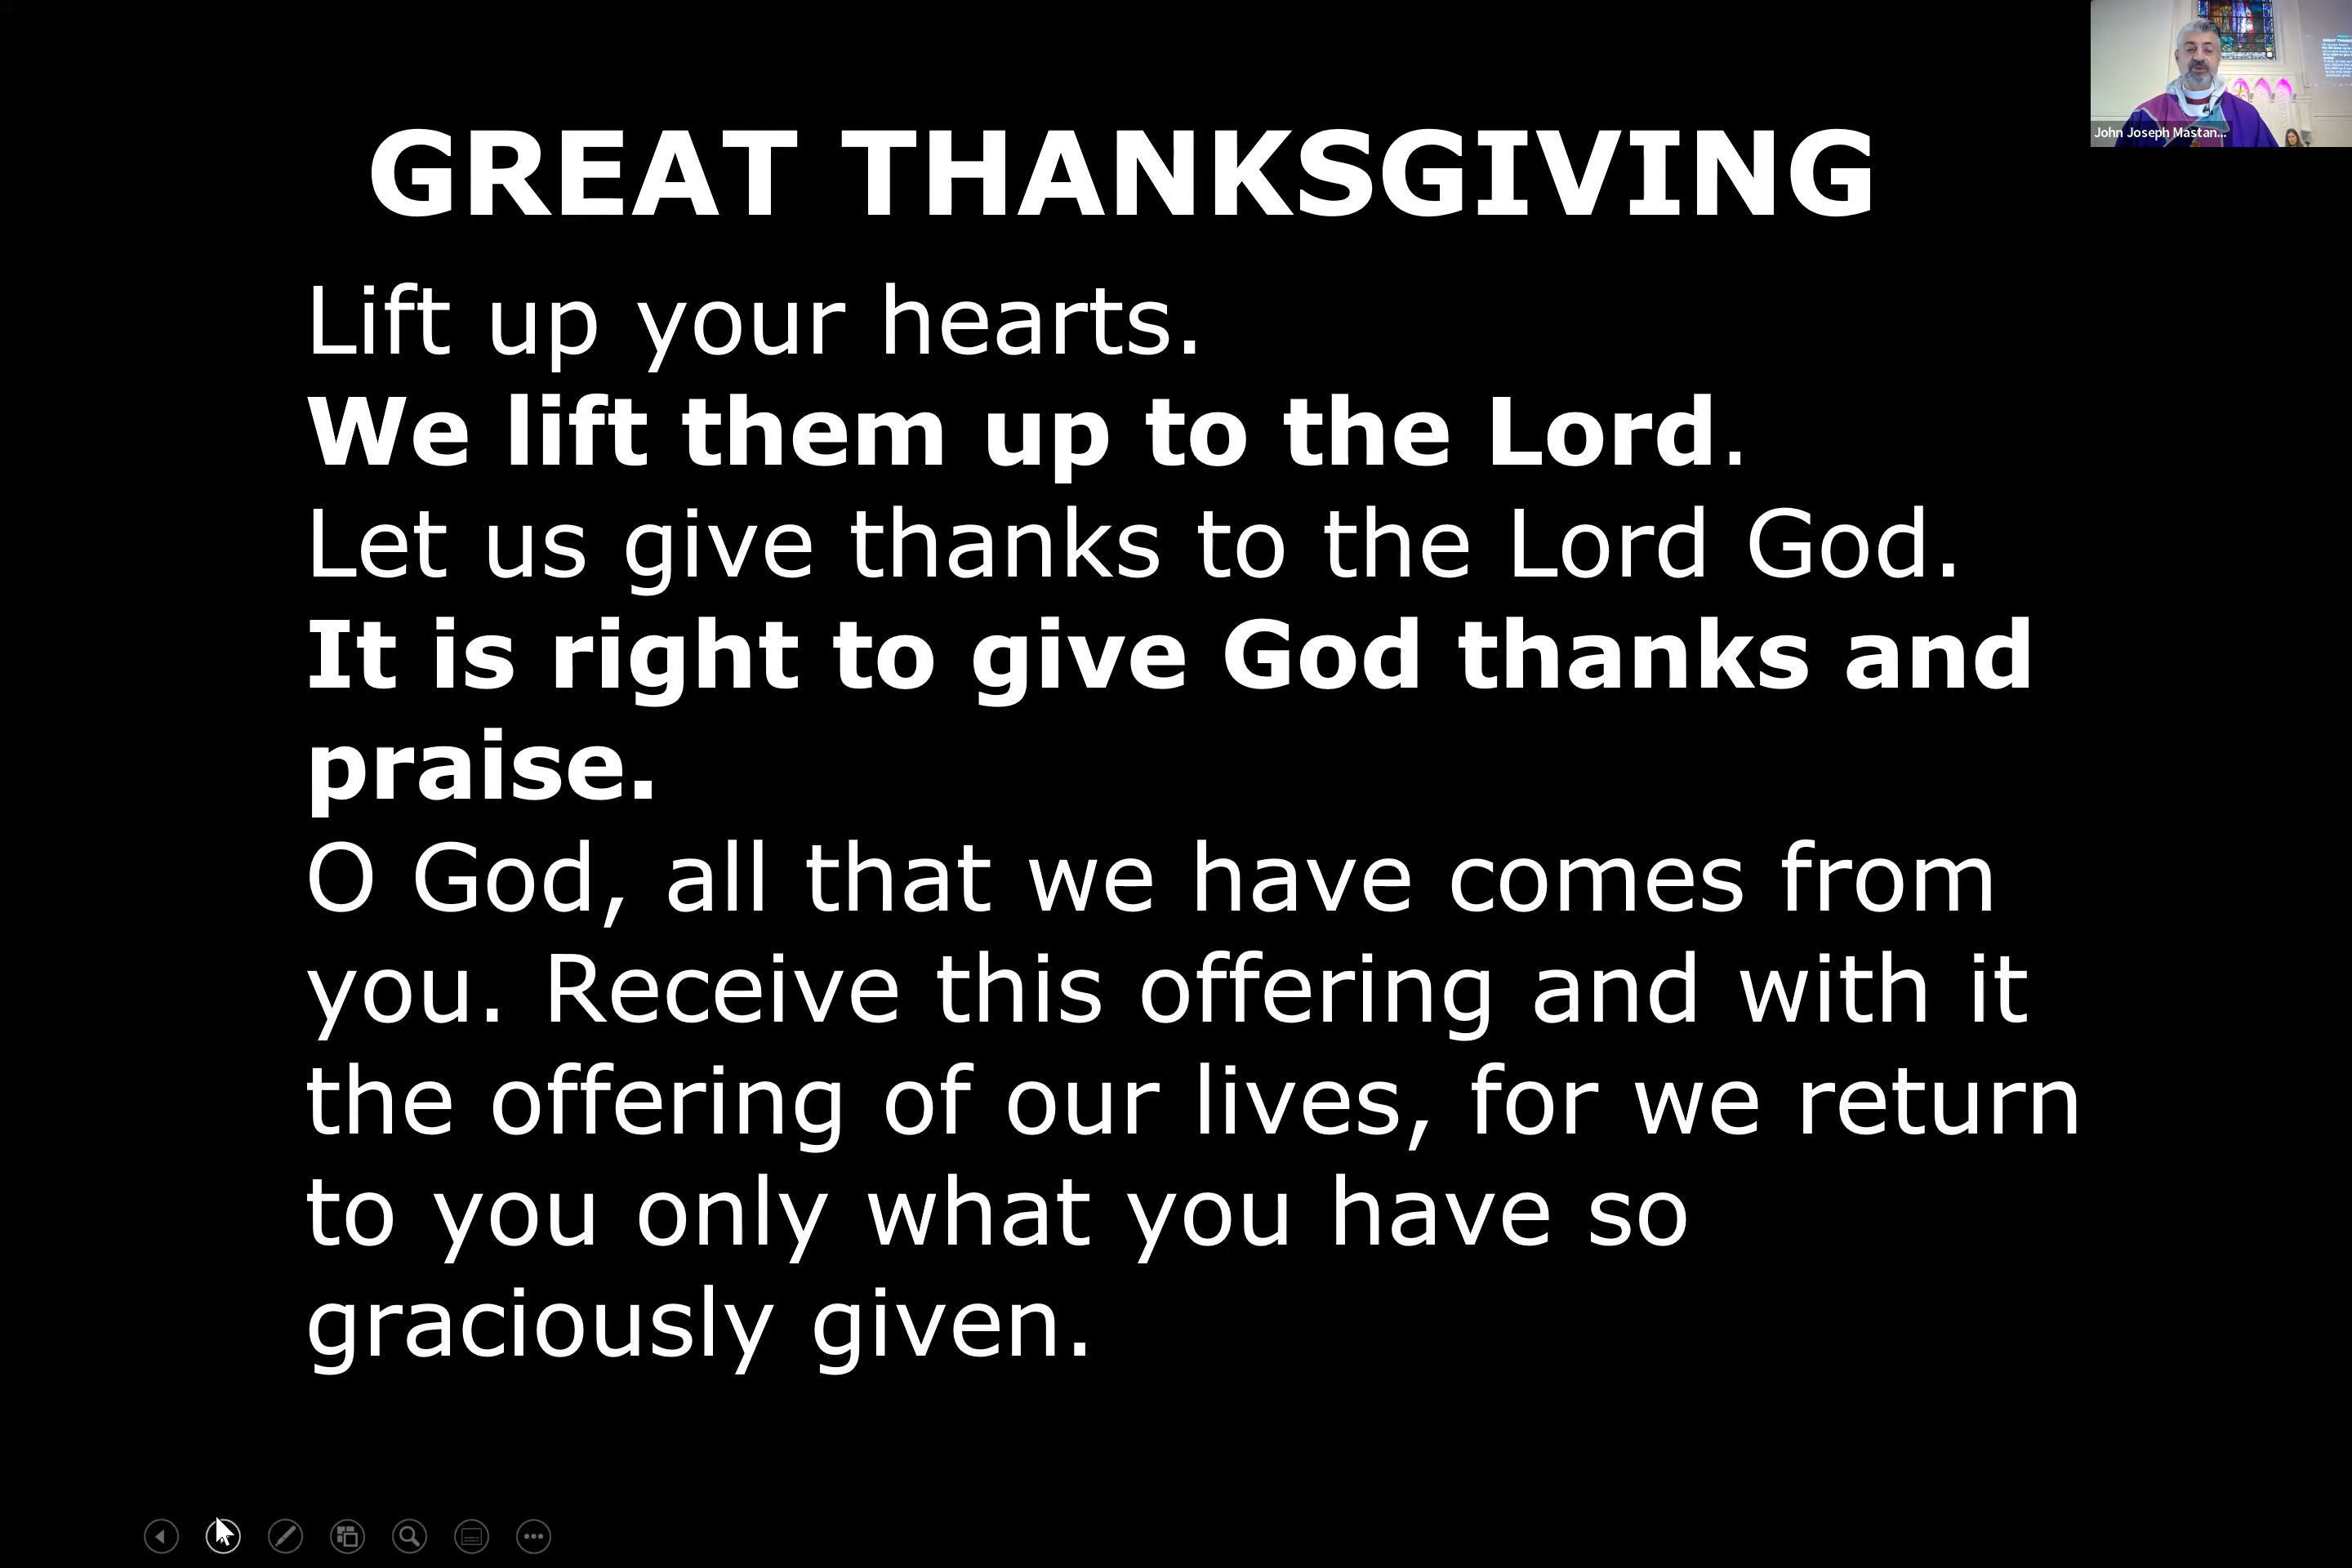 GREAT THANKSGIVING
Lift up your hearts.
We lift them up to the Lord.
Let us give thanks to the Lord God.
It is right to give God thanks and
praise.
O God, all that we have comes from
you. Receive this offering and with it
the offering of our lives, for we return
to you only what you have so
graciously given.
John Joseph Mastan...